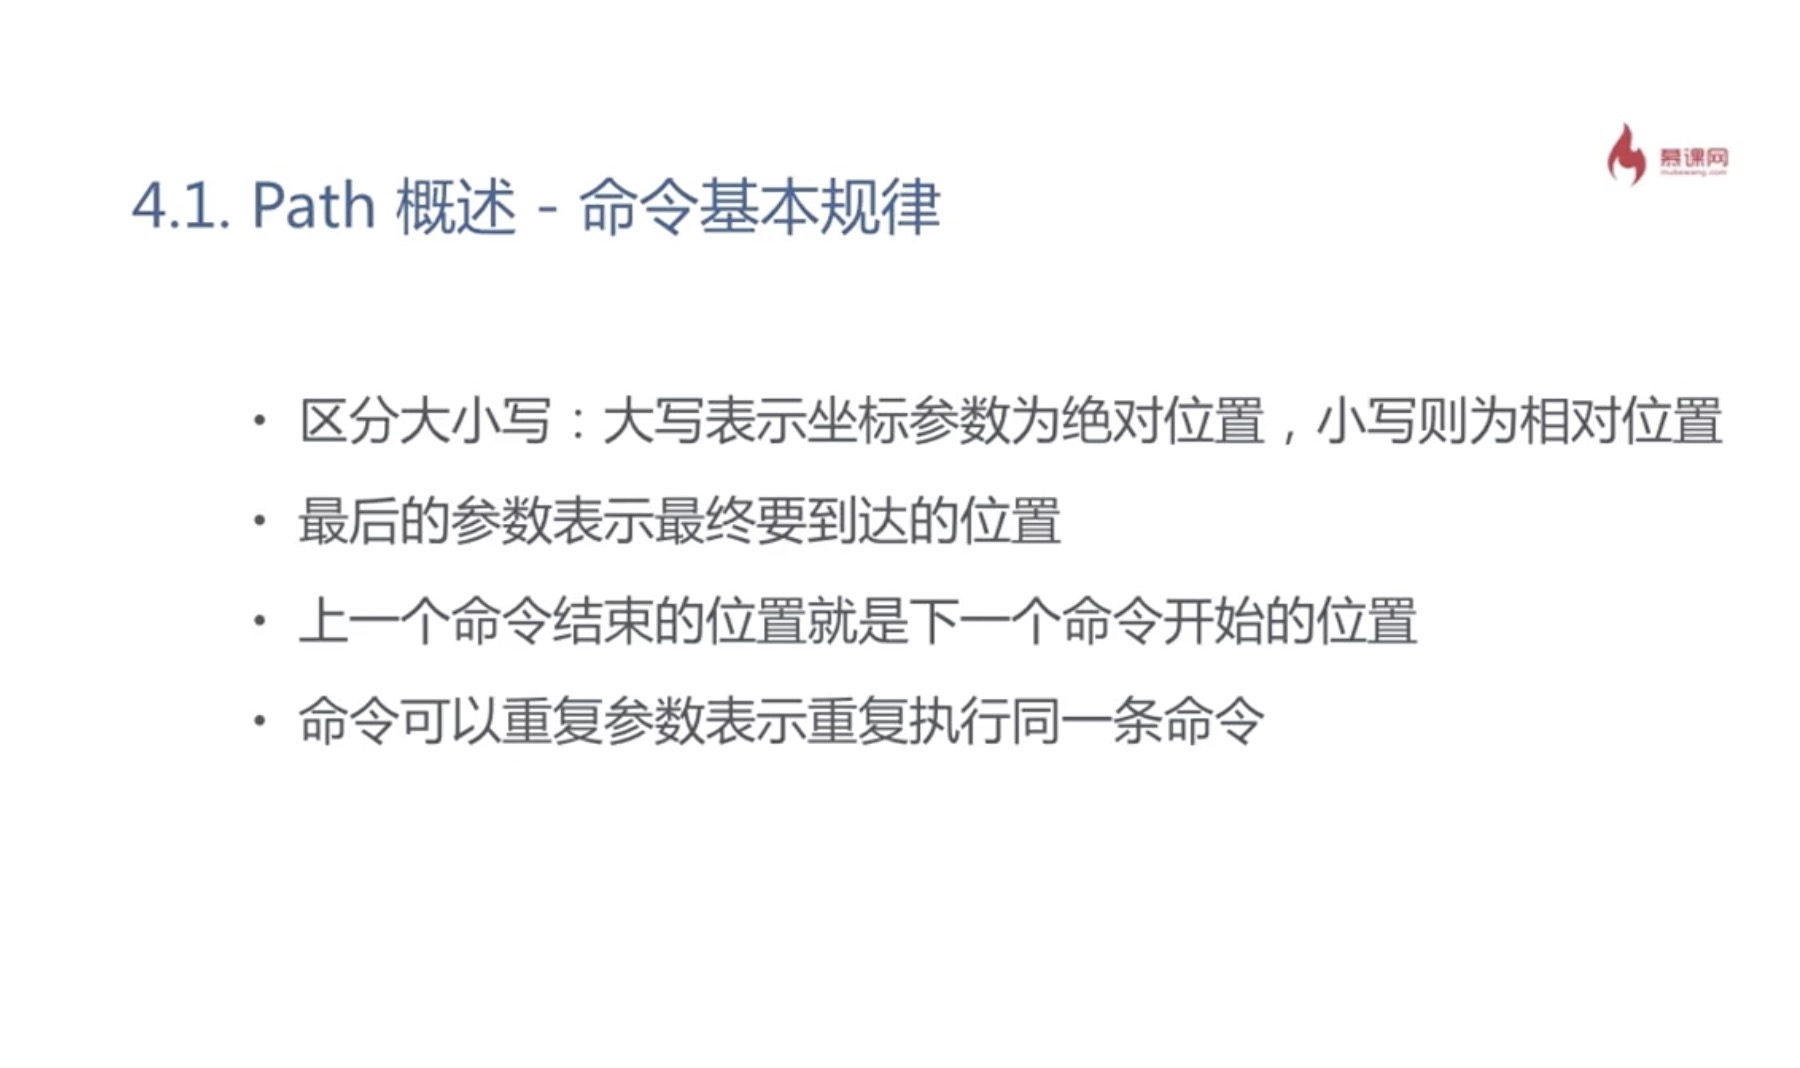 慕课网
4.1. Path 概述 - 命令基本规律
• 区分大小写：大写表示坐标参数为绝对位置，小写则为相对位置
• 最后的参数表示最终要到达的位置
• 上一个命令结束的位置就是下一个命令开始的位置
• 命令可以重复参数表示重复执行同一条命令